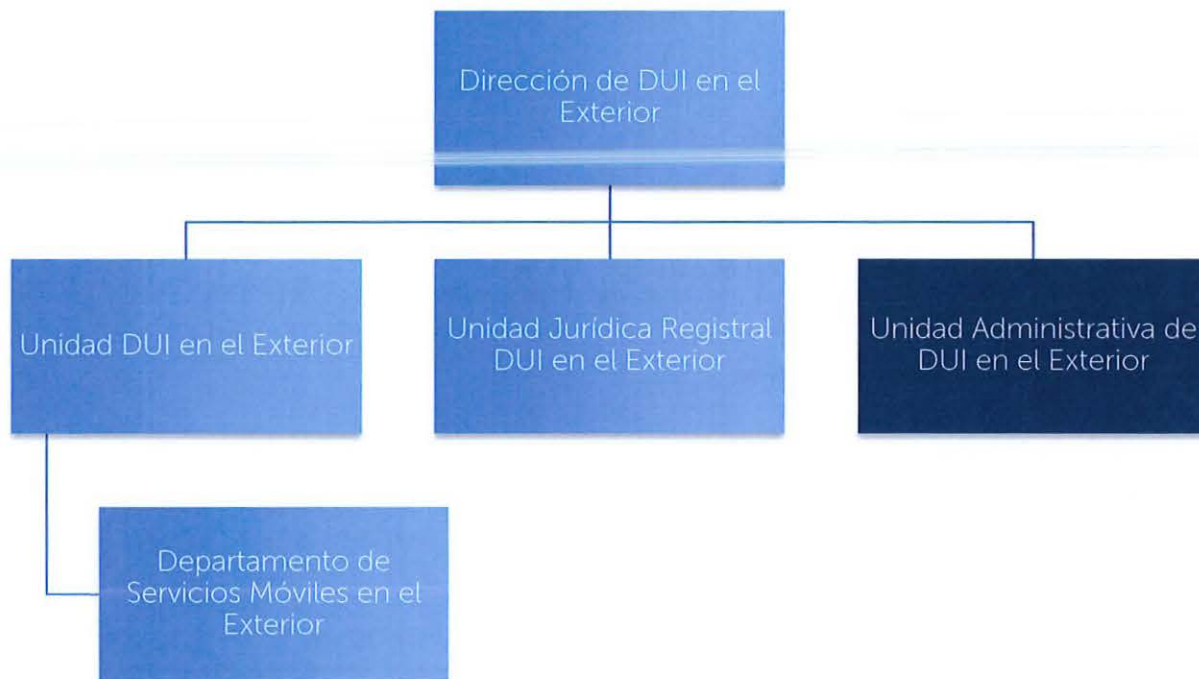 Dirección de DUI en el
Exterior
Unidad DUI en el Exterior
Unidad Jurídica Registral
DUI en el Exterior
Unidad Administrativa de
DUI en el Exterior
Departamento de
Servicios Móviles en el
Exterior